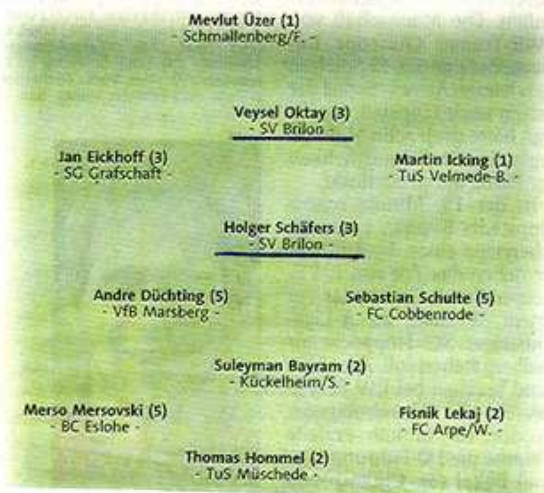 Mevlut Üzer (1)
- Schmallenberg/F. -
Veysel Oktay (3)
- SV Brilon -
Jan Eickhoff (3)
- SG Grafschaft -
Martin Icking (1)
- TuS Velmede-B. -
Holger Schäfers (3)
- SV Brilon -
Andre Düchting (5)
- VfB Marsberg -
Sebastian Schulte (5)
- FC Cobbenrode -
Suleyman Bayram (2)
- Kückelheim/S. -
Merso Mersovski (5)
- BC Eslohe -
Fisnik Lekaj (2)
- FC Arpe/W. -
Thomas Hommel (2)
- TuS Müschede -